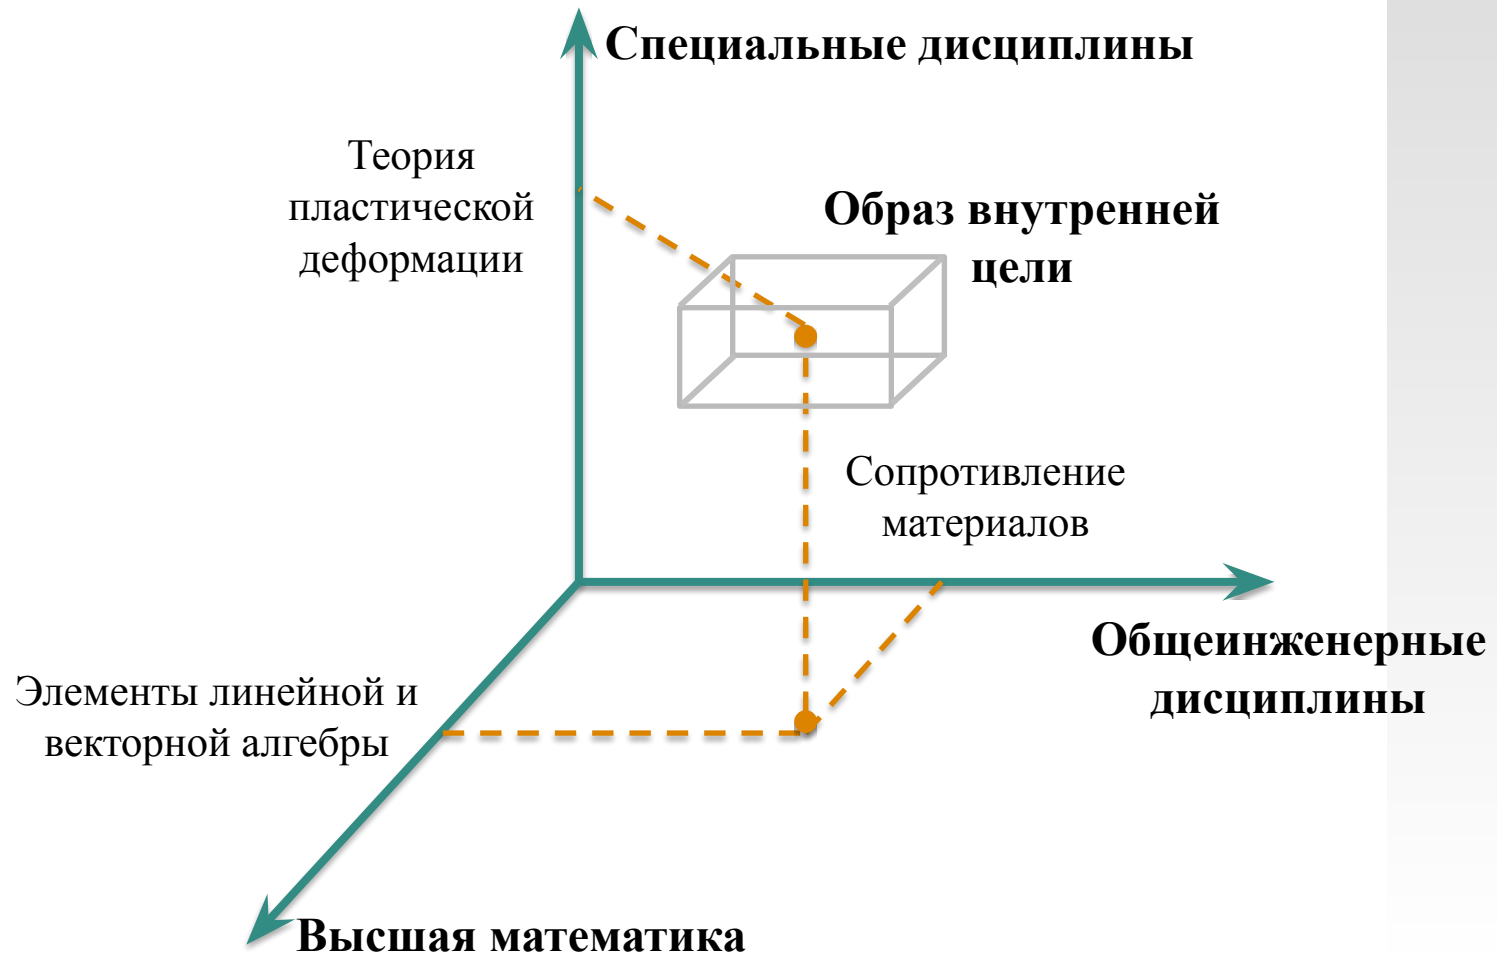 Специальные дисциплины
Теория
пластической
деформации
Образ внутренней
цели
Сопротивление
материалов
Общеинженерные
дисциплины
Элементы линейной и
векторной алгебры
Высшая математика